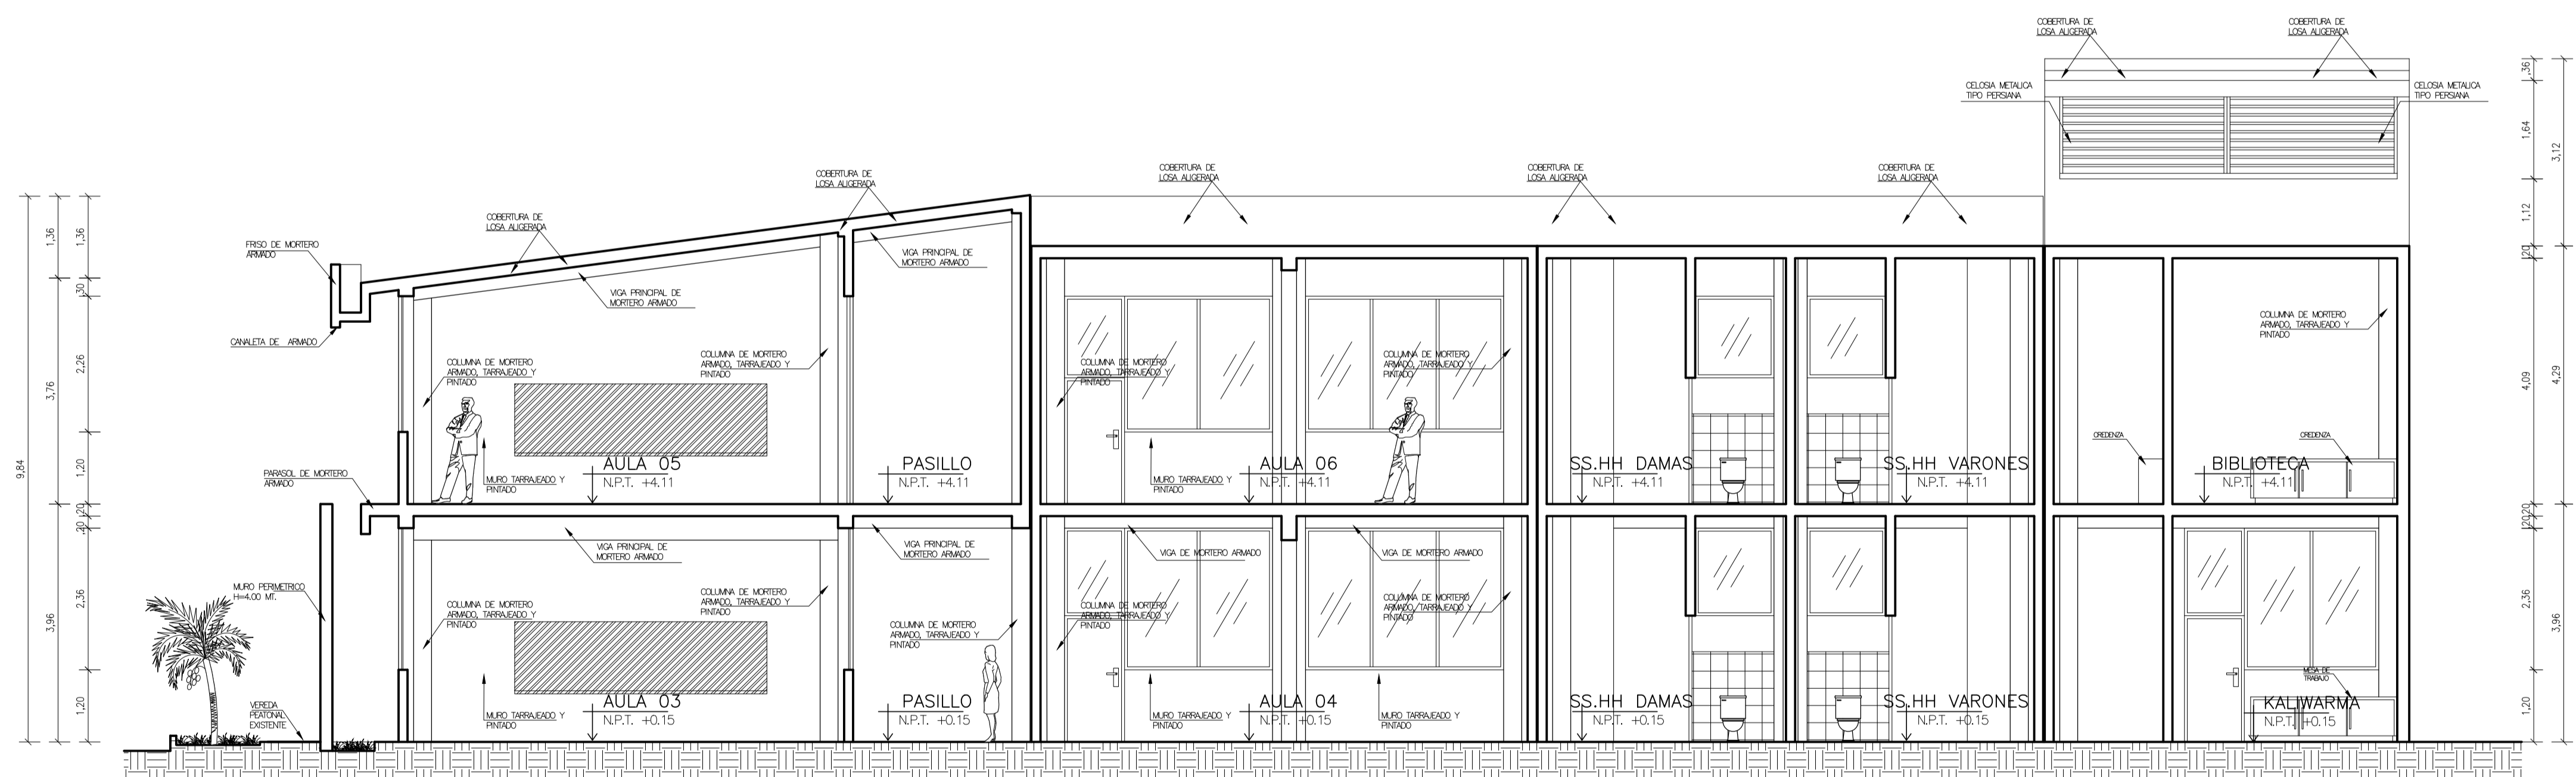 COBERTURA DE
LOSA ALIGERADA
COBERTURA DE
LOSA ALIGERADA
CELOSIA METALICA
TIPO PERSIANA
CELOSIA METALICA
TIPO PERSIANA
COBERTURA DE
LOSA ALIGERADA
COBERTURA DE
LOSA ALIGERADA
COBERTURA DE
LOSA ALIGERADA
COBERTURA DE
LOSA ALIGERADA
COBERTURA DE
LOSA ALIGERADA
FRISO DE MORTERO
ARMADO
VIGA PRINCIPAL DE
MORTERO ARMADO
VIGA PRINCIPAL DE
MORTERO ARMADO
CANALETA DE ARMADO
COLUMNA DE MORTERO
ARMADO, TARRAJEADO Y
PINTADO
COLUMNA DE MORTERO
ARMADO, TARRAJEADO Y
PINTADO
COLUMNA DE MORTERO
ARMADO, TARRAJEADO Y
PINTADO
COLUMNA DE MORTERO
ARMADO, TARRAJEADO Y
PINTADO
COLUMNA DE MORTERO
ARMADO, TARRAJEADO Y
PINTADO
CREDENZA
CREDENZA
PARASOL DE MORTERO
ARMADO
MURO TARRAJEADO Y
PINTADO
AULA 05
N.P.T. +4.11
PASILLO
N.P.T. +4.11
MURO TARRAJEADO Y
PINTADO
AULA 06
N.P.T. +4.11
SS.HH DAMAS
N.P.T. +4.11
SS.HH VARONES
N.P.T. +4.11
BIBLIOTECA
N.P.T. +4.11
VIGA PRINCIPAL DE
MORTERO ARMADO
VIGA PRINCIPAL DE
MORTERO ARMADO
VIGA DE MORTERO ARMADO
VIGA DE MORTERO ARMADO
MURO PERIMETRICO
H=4.00 MT.
COLUMNA DE MORTERO
ARMADO, TARRAJEADO Y
PINTADO
COLUMNA DE MORTERO
ARMADO, TARRAJEADO Y
PINTADO
COLUMNA DE MORTERO
ARMADO, TARRAJEADO Y
PINTADO
COLUMNA DE MORTERO
ARMADO, TARRAJEADO Y
PINTADO
COLUMNA DE MORTERO
ARMADO, TARRAJEADO Y
PINTADO
MESA DE
TRABAJO
VEREDA
PEATONAL
EXISTENTE
MURO TARRAJEADO Y
PINTADO
AULA 03
N.P.T. +0.15
PASILLO
N.P.T. +0.15
MURO TARRAJEADO Y
PINTADO
AULA 04
N.P.T. +0.15
MURO TARRAJEADO Y
PINTADO
SS.HH DAMAS
N.P.T. +0.15
SS.HH VARONES
N.P.T. +0.15
KALIWARMA
N.P.T. +0.15
9,84
1,36
3,76
3,96
1,36
,30
2,26
1,20
,20
,20
2,36
1,20
,36
1,64
1,12
,20
4,09
,20
,20
2,36
1,20
3,12
4,29
3,96